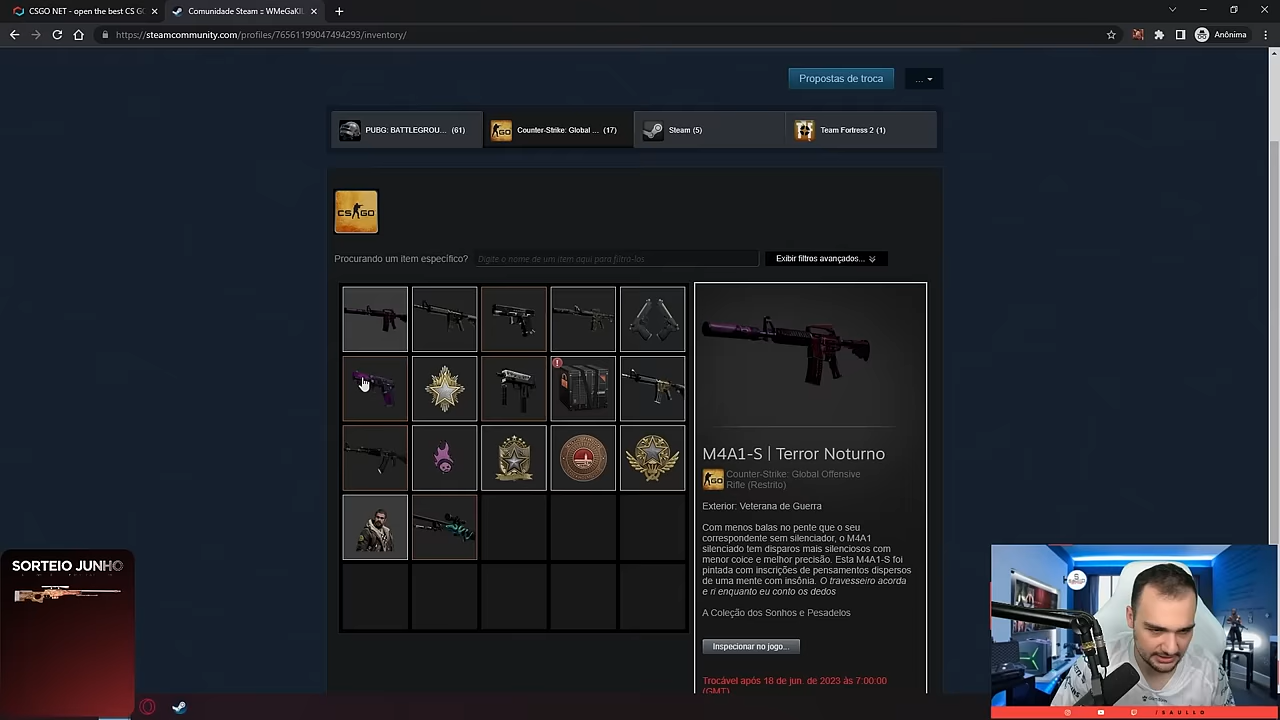 CSGO NET - open the best CS G
Comunidade Steam :: WMeGaKIL
https://steamcommunity.com/profiles/76561199047494293/inventory/
Anônima
Propostas de troca
...
PUBG: BATTLEGROU... (61)
Counter-Strike: Global ... (17)
Steam (5)
Team Fortress 2 (1)
CS GO
Procurando um item específico?
Digite o nome de um item aqui para filtrá-los
Exibir filtros avançados...
M4A1-S | Terror Noturno
Counter-Strike: Global Offensive
Rifle (Restrito)
Exterior: Veterana de Guerra
Com menos balas no pente que o seu
correspondente sem silenciador, o M4A1
silenciado tem disparos mais silenciosos com
menor coice e melhor precisão. Esta M4A1-S foi
pintada com inscrições de pensamentos dispersos
de uma mente com insônia. O travesseiro acorda
e ri enquanto eu conto os dedos
A Coleção dos Sonhos e Pesadelos
Inspecionar no jogo...
Trocável após 18 de jun. de 2023 às 7:00:00
(GMT)
SORTEIO JUNHO
/SAULLO